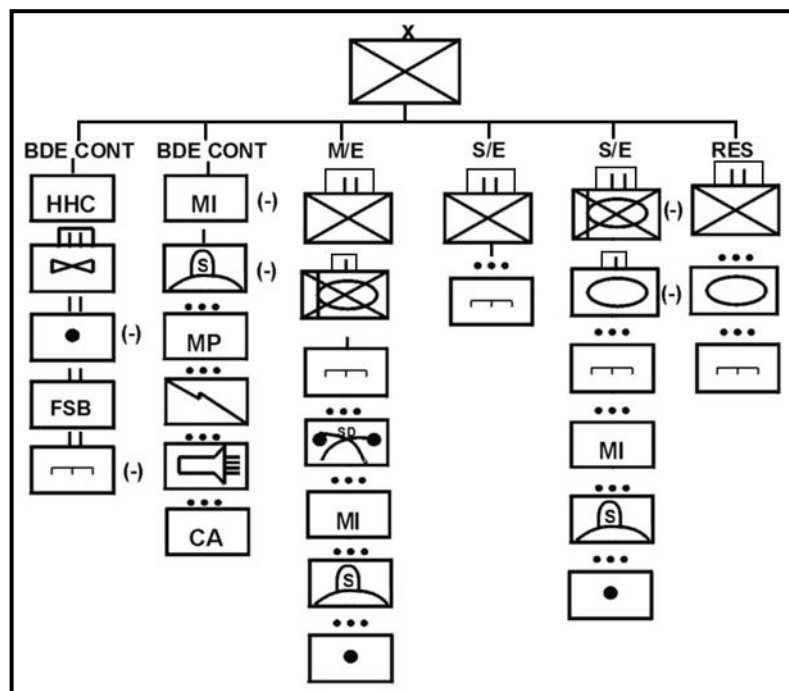 X
BDE CONT BDE CONT M/E S/E S/E RES
HHC MI (-) (-)
S (-)
(-) MP (-)
FSB
SD MI
(-)
MI S
CA
S